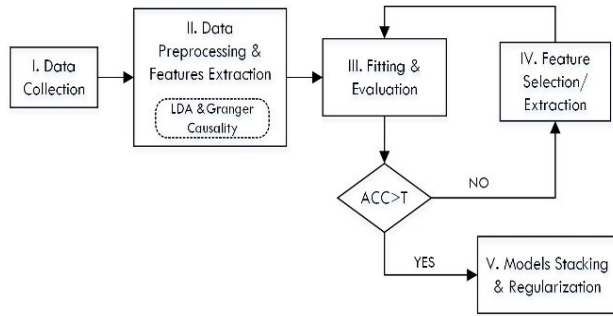 I. Data
Collection
II. Data
Preprocessing &
Features Extraction
LDA & Granger
Causality
III. Fitting &
Evaluation
IV. Feature
Selection/
Extraction
ACC>T
NO
YES
V. Models Stacking
& Regularization